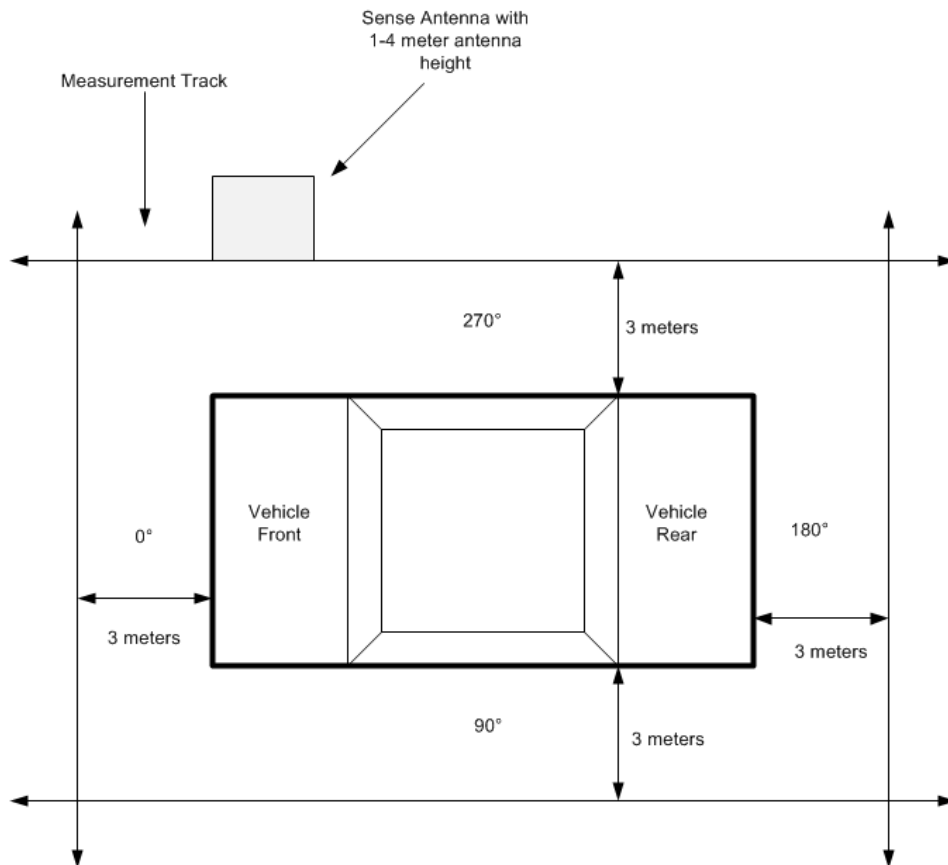 Sense Antenna with
1-4 meter antenna
height
Measurement Track
270°
3 meters
Vehicle
Front
Vehicle
Rear
0°
180°
3 meters
3 meters
90°
3 meters